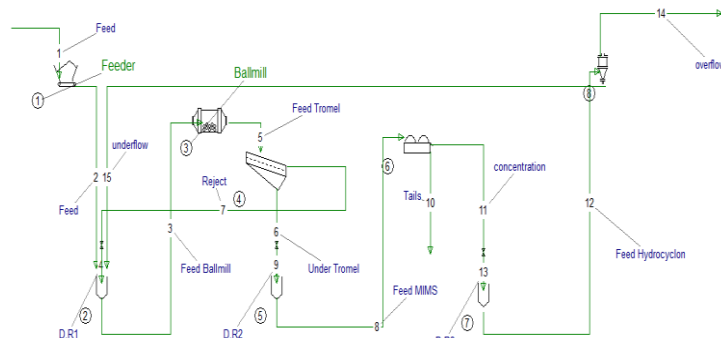 14
Feed
1
overflow
Feeder
Ballmill
1
8
Feed Tromel
5
3
underflow
6
Reject
concentration
2
15
4
Tails
10
11
12
Feed
7
3
6
Feed Ballmill
Under Tromel
Feed Hydrocyclon
4
9
13
Feed MIMS
2
5
8
7
D.R1
D.R2